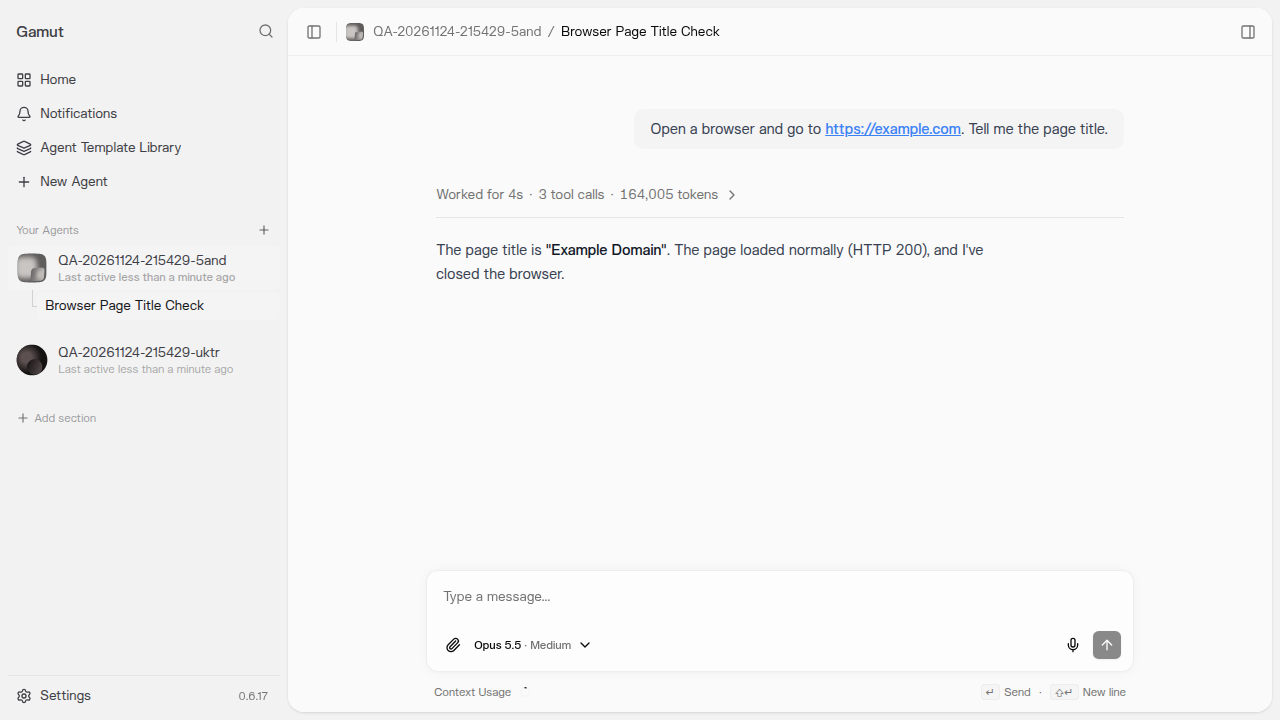 Gamut
Home
Notifications
Agent Template Library
New Agent
Your Agents
QA-20261124-215429-5and
Last active less than a minute ago
Browser Page Title Check
QA-20261124-215429-uktr
Last active less than a minute ago
Add section
Settings
0.6.17
QA-20261124-215429-5and / Browser Page Title Check
Open a browser and go to https://example.com. Tell me the page title.
Worked for 4s · 3 tool calls · 164,005 tokens
The page title is "Example Domain". The page loaded normally (HTTP 200), and I've
closed the browser.
Type a message...
Opus 5.5 · Medium
Context Usage
Send · New line